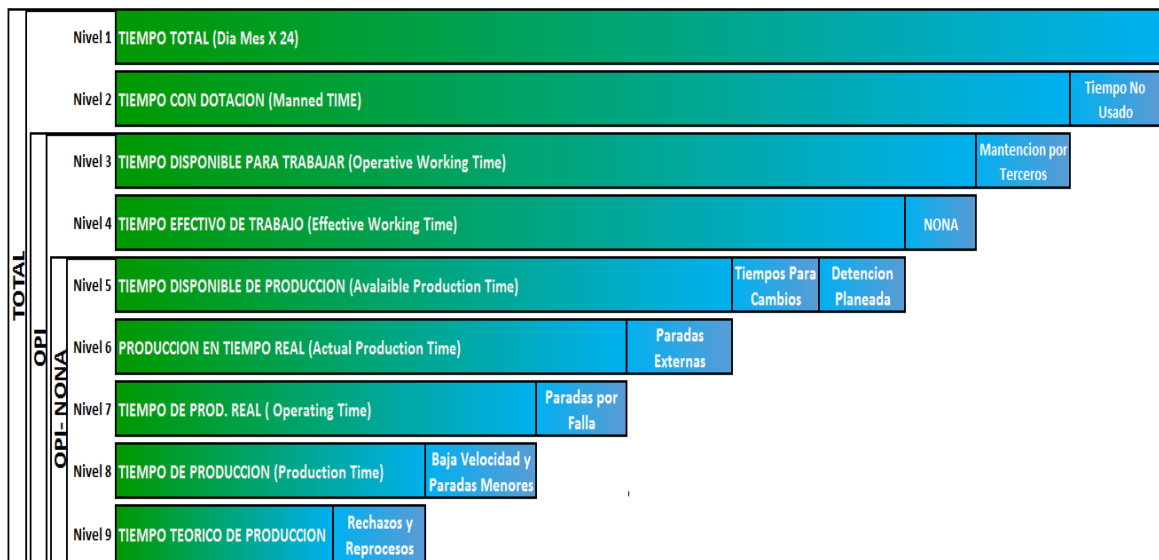 Nivel 1 TIEMPO TOTAL (Dia Mes X 24)
Nivel 2 TIEMPO CON DOTACION (Manned TIME)
Tiempo No
Usado
Nivel 3 TIEMPO DISPONIBLE PARA TRABAJAR (Operative Working Time)
Mantencion por
Terceros
Nivel 4 TIEMPO EFECTIVO DE TRABAJO (Effective Working Time)
NONA
Nivel 5 TIEMPO DISPONIBLE DE PRODUCCION (Avalaible Production Time)
Tiempos Para
Cambios
Detencion
Planeada
Nivel 6 PRODUCCION EN TIEMPO REAL (Actual Production Time)
Paradas
Externas
Nivel 7 TIEMPO DE PROD. REAL ( Operating Time)
Paradas por
Falla
Nivel 8 TIEMPO DE PRODUCCION (Production Time)
Baja Velocidad y
Paradas Menores
Nivel 9 TIEMPO TEORICO DE PRODUCCION
Rechazos y
Reprocesos
TOTAL
OPI
OPI- NONA